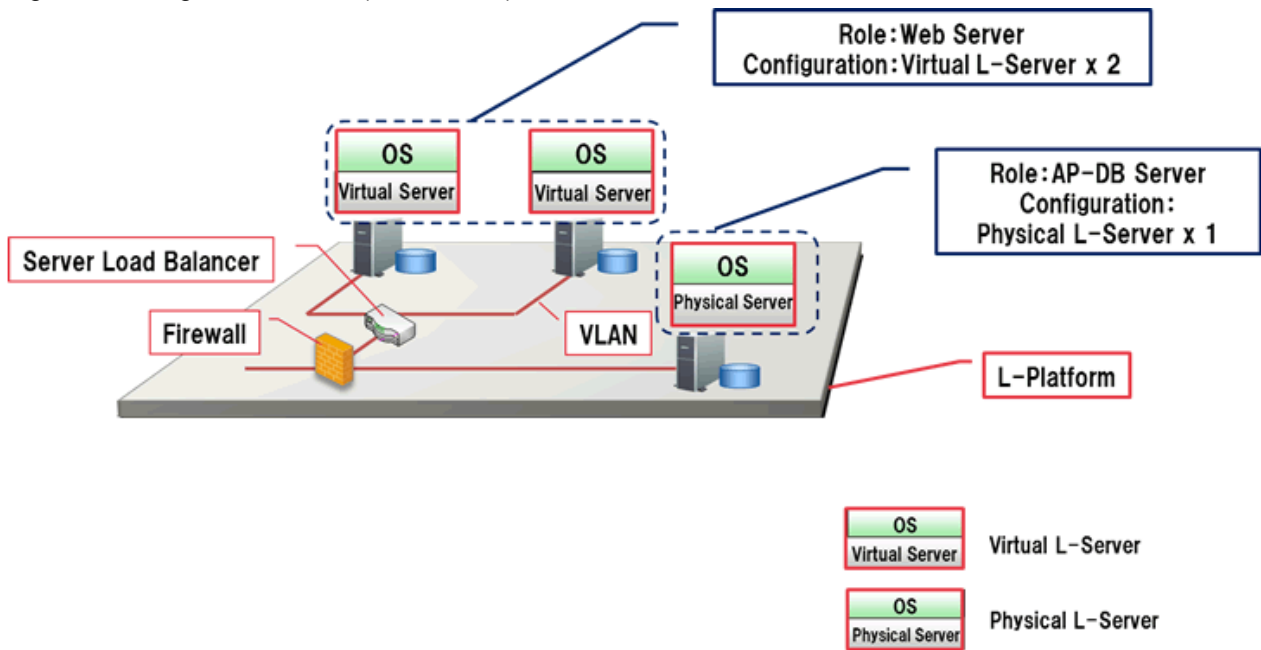 Role:Web Server
Configuration:Virtual L-Server x 2
OS
Virtual Server
OS
Virtual Server
Role:AP-DB Server
Configuration:
Physical L-Server x 1
OS
Physical Server
Server Load Balancer
Firewall
VLAN
L-Platform
OS
Virtual Server
Virtual L-Server
OS
Physical Server
Physical L-Server